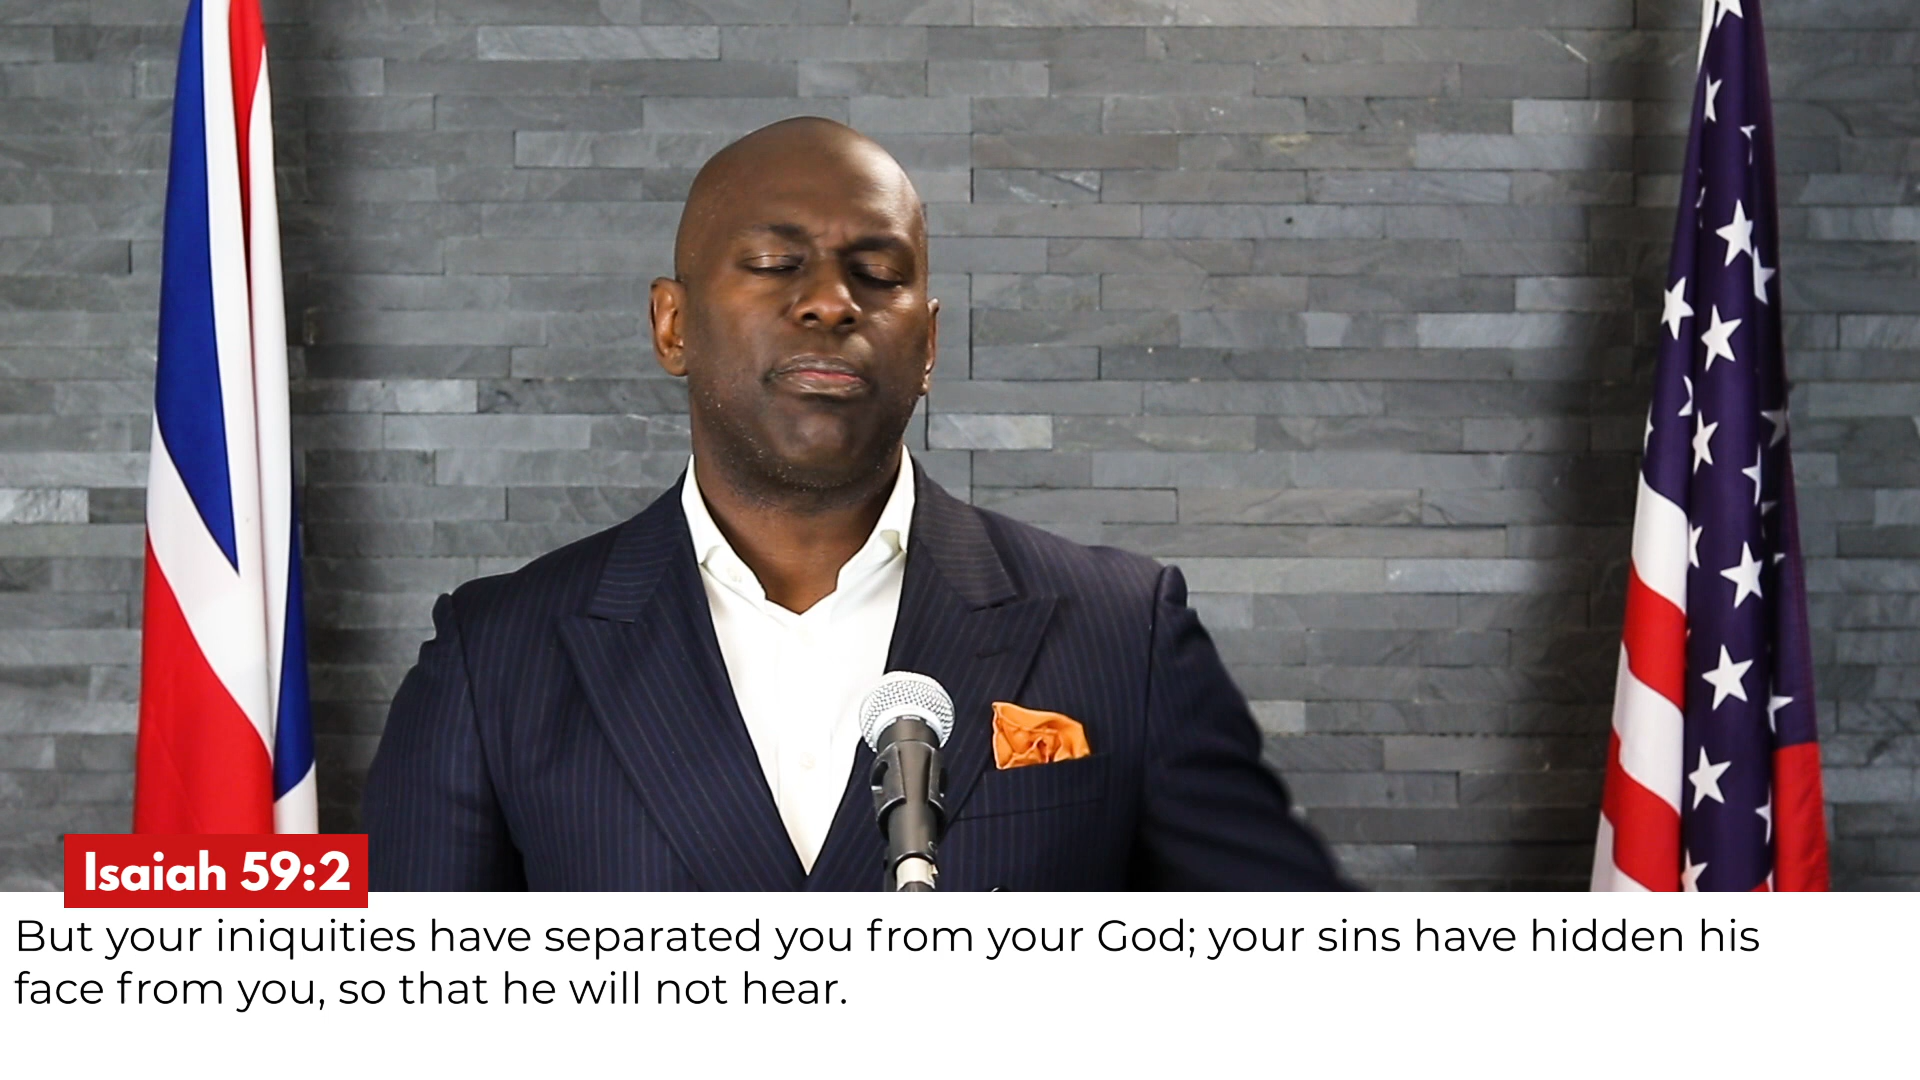 Isaiah 59:2
But your iniquities have separated you from your God; your sins have hidden his
face from you, so that he will not hear.